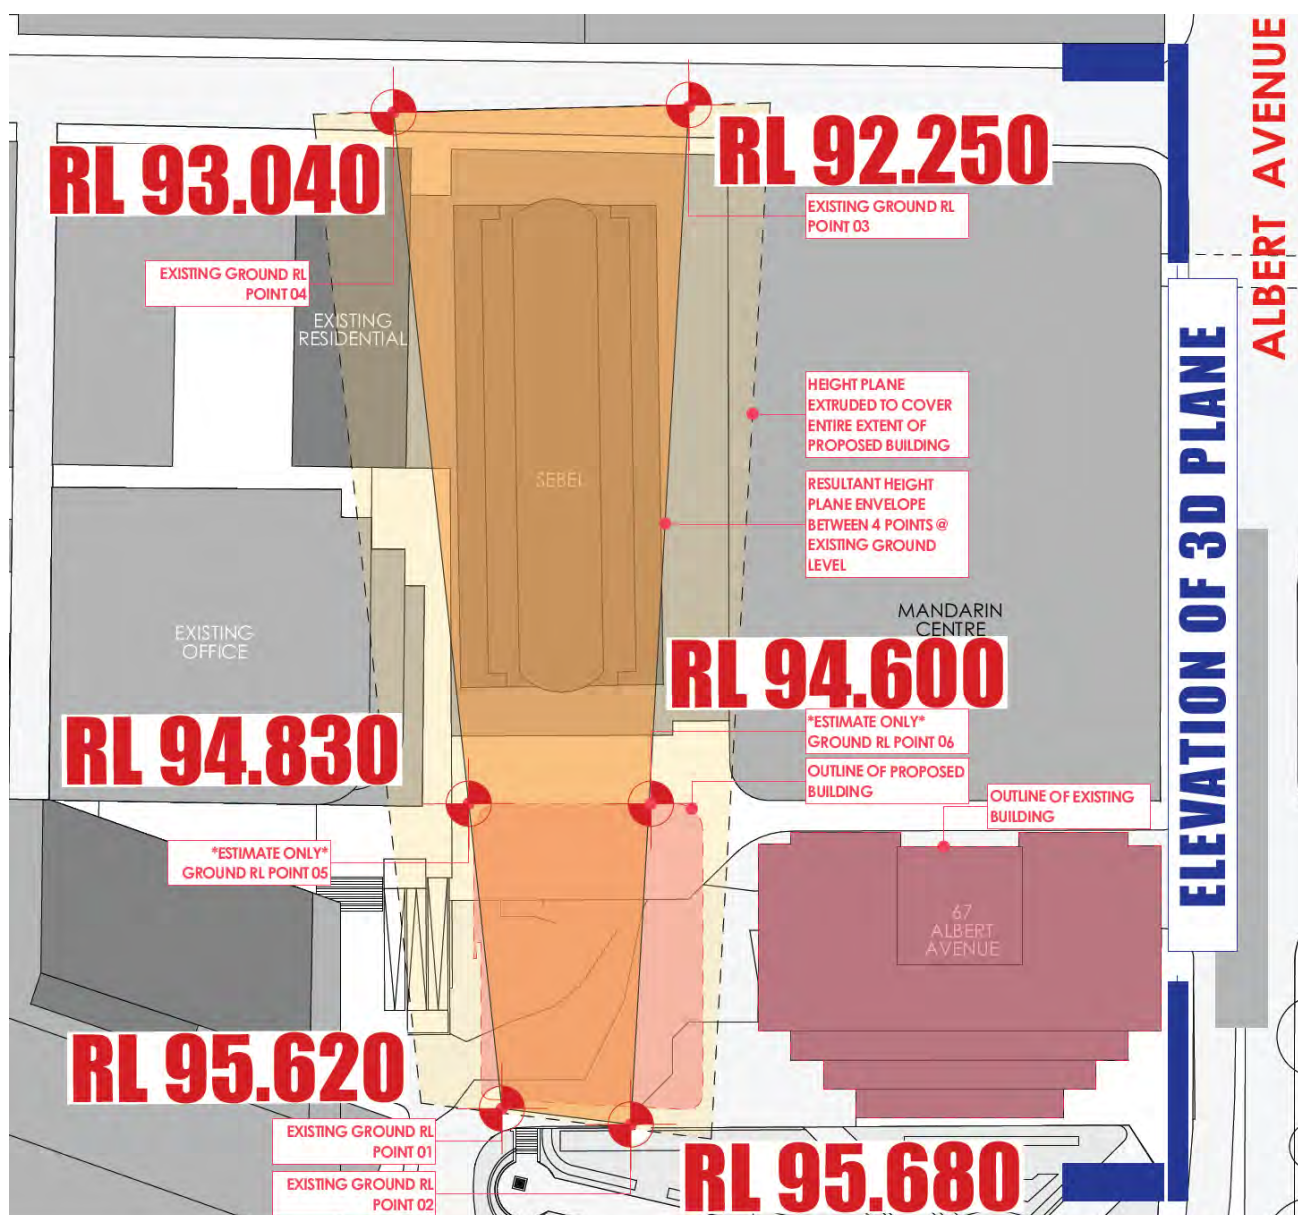 ALBERT AVENUE
RL 93.040
RL 92.250
EXISTING GROUND RL
POINT 03
EXISTING GROUND RL
POINT 04
EXISTING
RESIDENTIAL
HEIGHT PLANE
EXTRUDED TO COVER
ENTIRE EXTENT OF
PROPOSED BUILDING
SEBEL
RESULTANT HEIGHT
PLANE ENVELOPE
BETWEEN 4 POINTS @
EXISTING GROUND
LEVEL
ELEVATION OF 3D PLANE
MANDARIN
CENTRE
EXISTING
OFFICE
RL 94.600
RL 94.830
*ESTIMATE ONLY*
GROUND RL POINT 06
OUTLINE OF PROPOSED
BUILDING
OUTLINE OF EXISTING
BUILDING
*ESTIMATE ONLY*
GROUND RL POINT 05
67
ALBERT
AVENUE
RL 95.620
EXISTING GROUND RL
POINT 01
EXISTING GROUND RL
POINT 02
RL 95.680